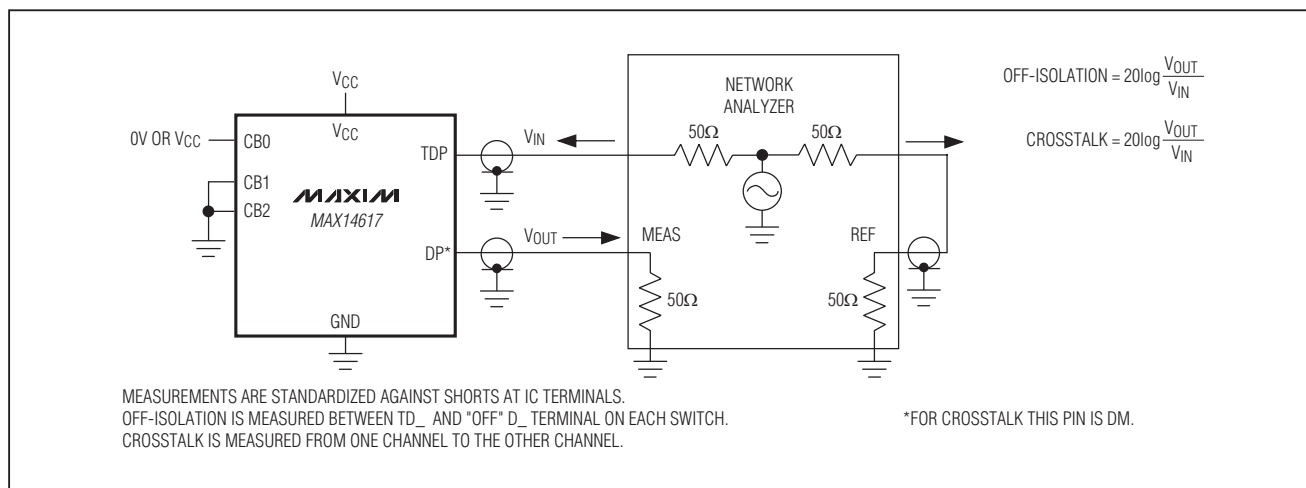 VCC
0V OR VCC
CB0
VCC
TDP
CB1
CB2
MAXIM
MAX14617
DP*
GND
VIN
VOUT
NETWORK
ANALYZER
50Ω
50Ω
MEAS
REF
50Ω
50Ω
OFF-ISOLATION = 20log VOUT
VIN
CROSSTALK = 20log VOUT
VIN
MEASUREMENTS ARE STANDARDIZED AGAINST SHORTS AT IC TERMINALS.
OFF-ISOLATION IS MEASURED BETWEEN TD_ AND "OFF" D_ TERMINAL ON EACH SWITCH.
CROSSTALK IS MEASURED FROM ONE CHANNEL TO THE OTHER CHANNEL.
*FOR CROSSTALK THIS PIN IS DM.